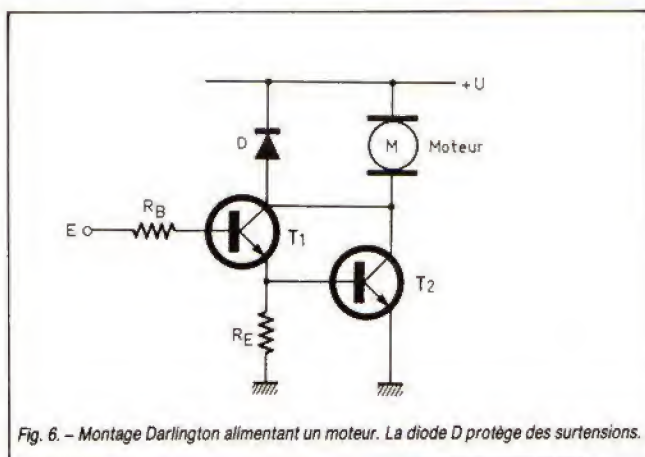 +U
D
M Moteur
RB
E
T1
T2
RE
Fig. 6. – Montage Darlington alimentant un moteur. La diode D protège des surtensions.